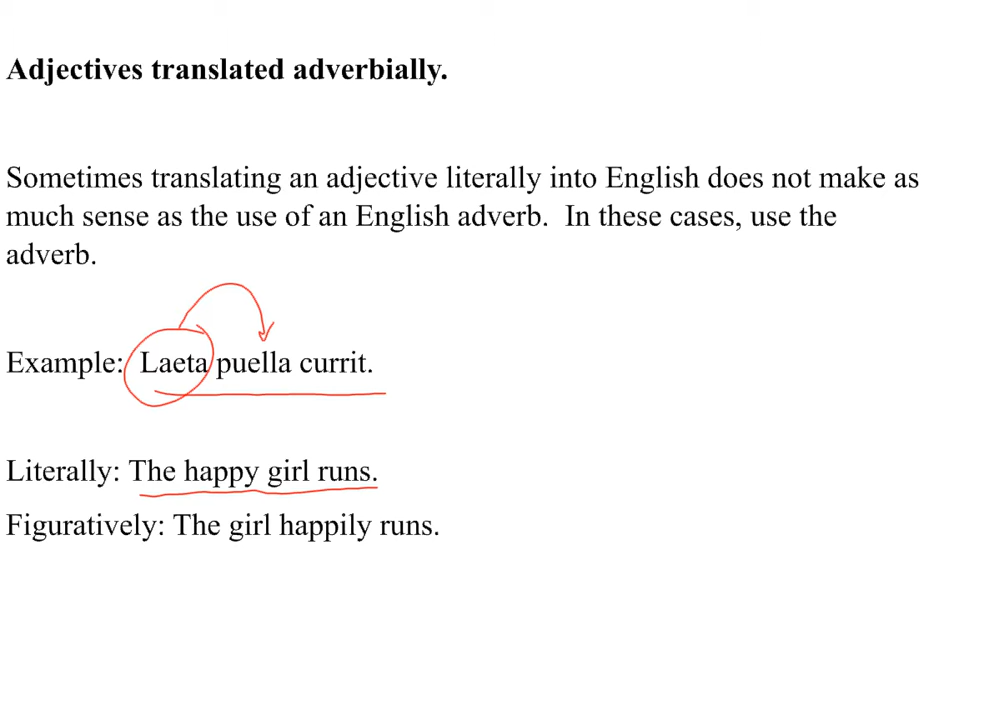 Adjectives translated adverbially.
Sometimes translating an adjective literally into English does not make as
much sense as the use of an English adverb.  In these cases, use the
adverb.
Example:  Laeta puella currit.
Literally: The happy girl runs.
Figuratively: The girl happily runs.